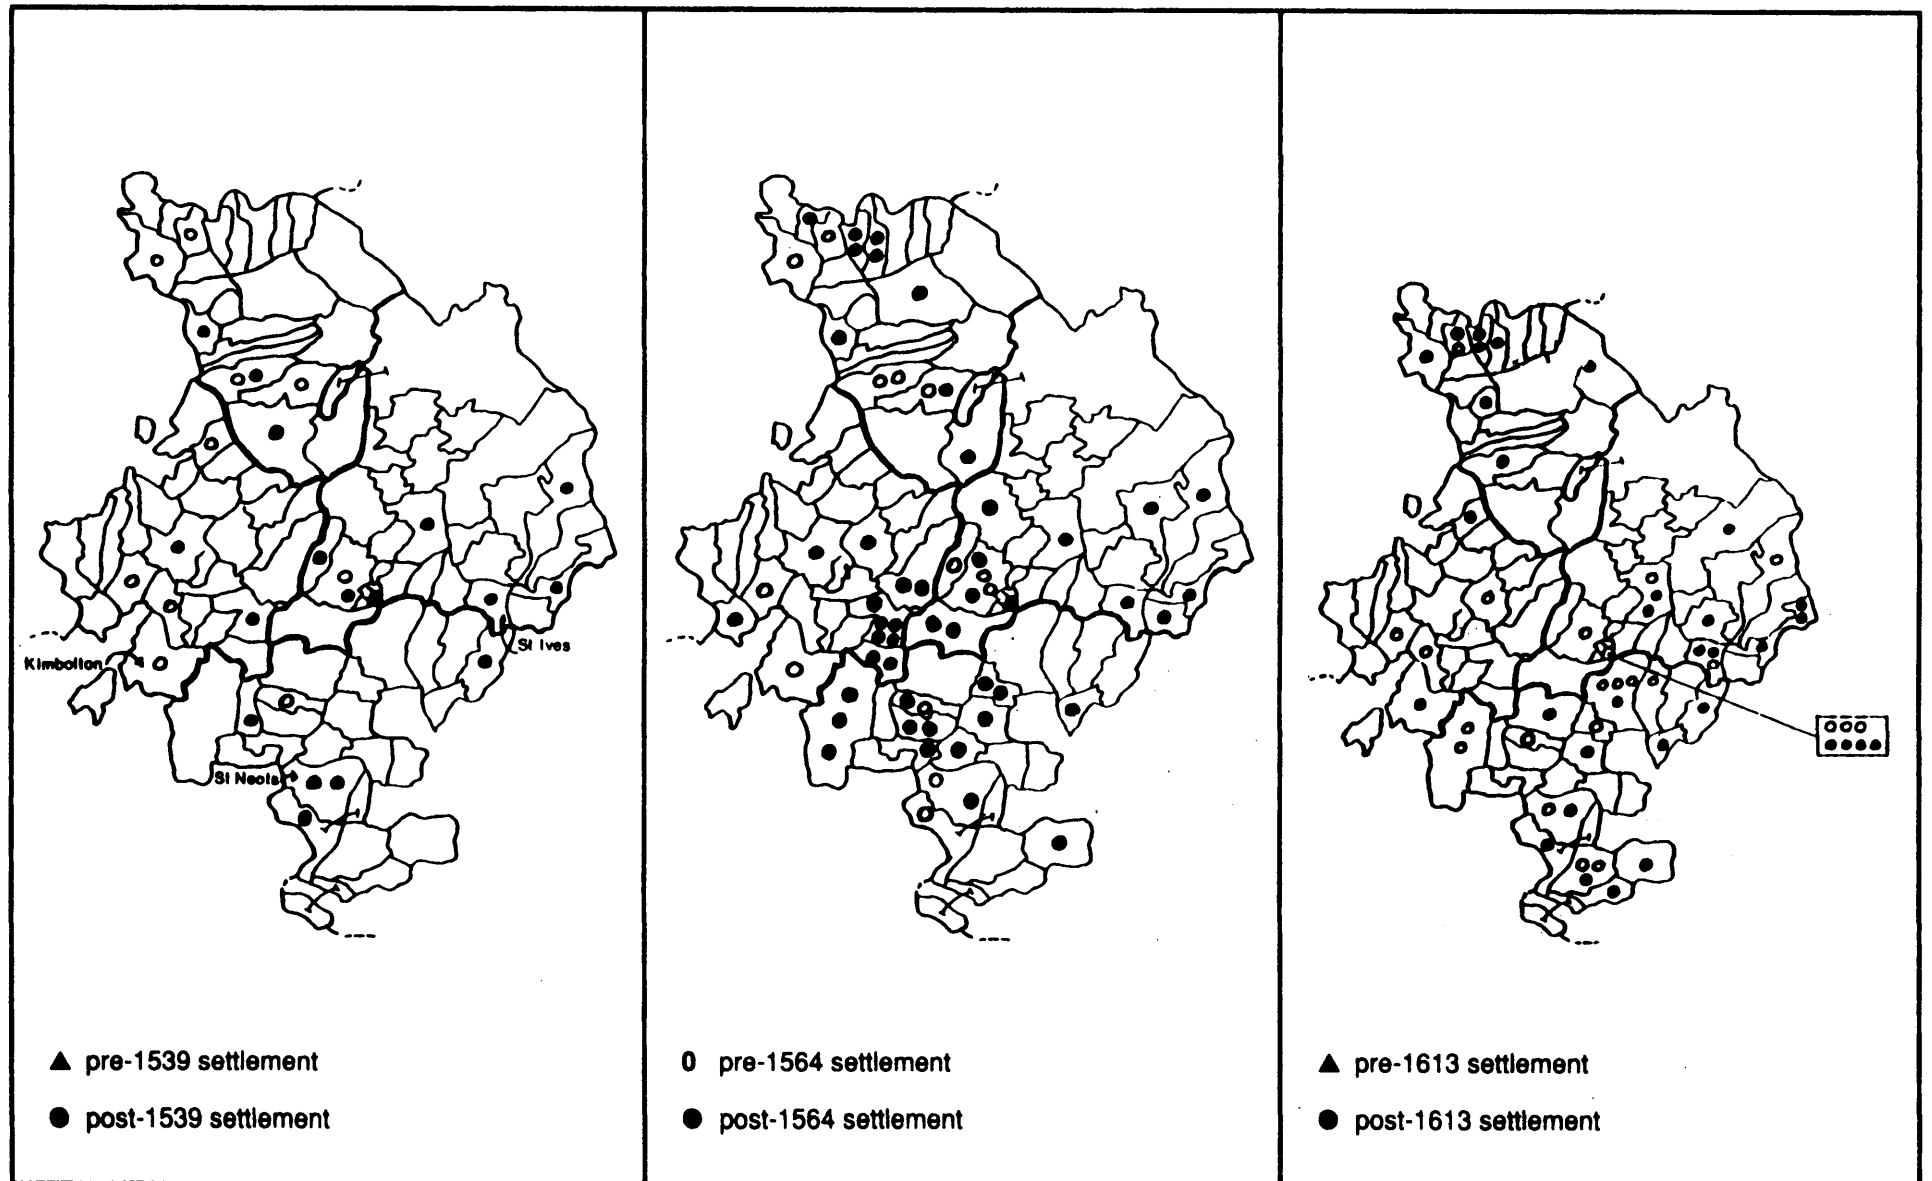 Kimbolton
St Ives
St Neots
▲ pre-1539 settlement
● post-1539 settlement
0 pre-1564 settlement
● post-1564 settlement
▲ pre-1613 settlement
● post-1613 settlement